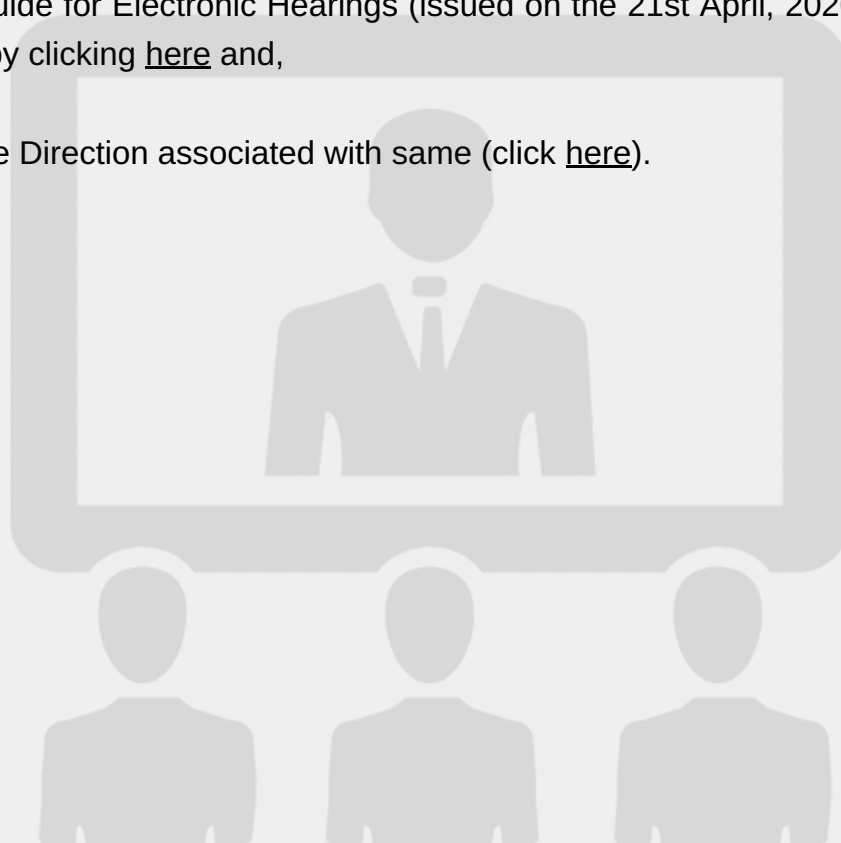 uide for Electronic Hearings (issued on the 21st April, 202
by clicking here and,
e Direction associated with same (click here).